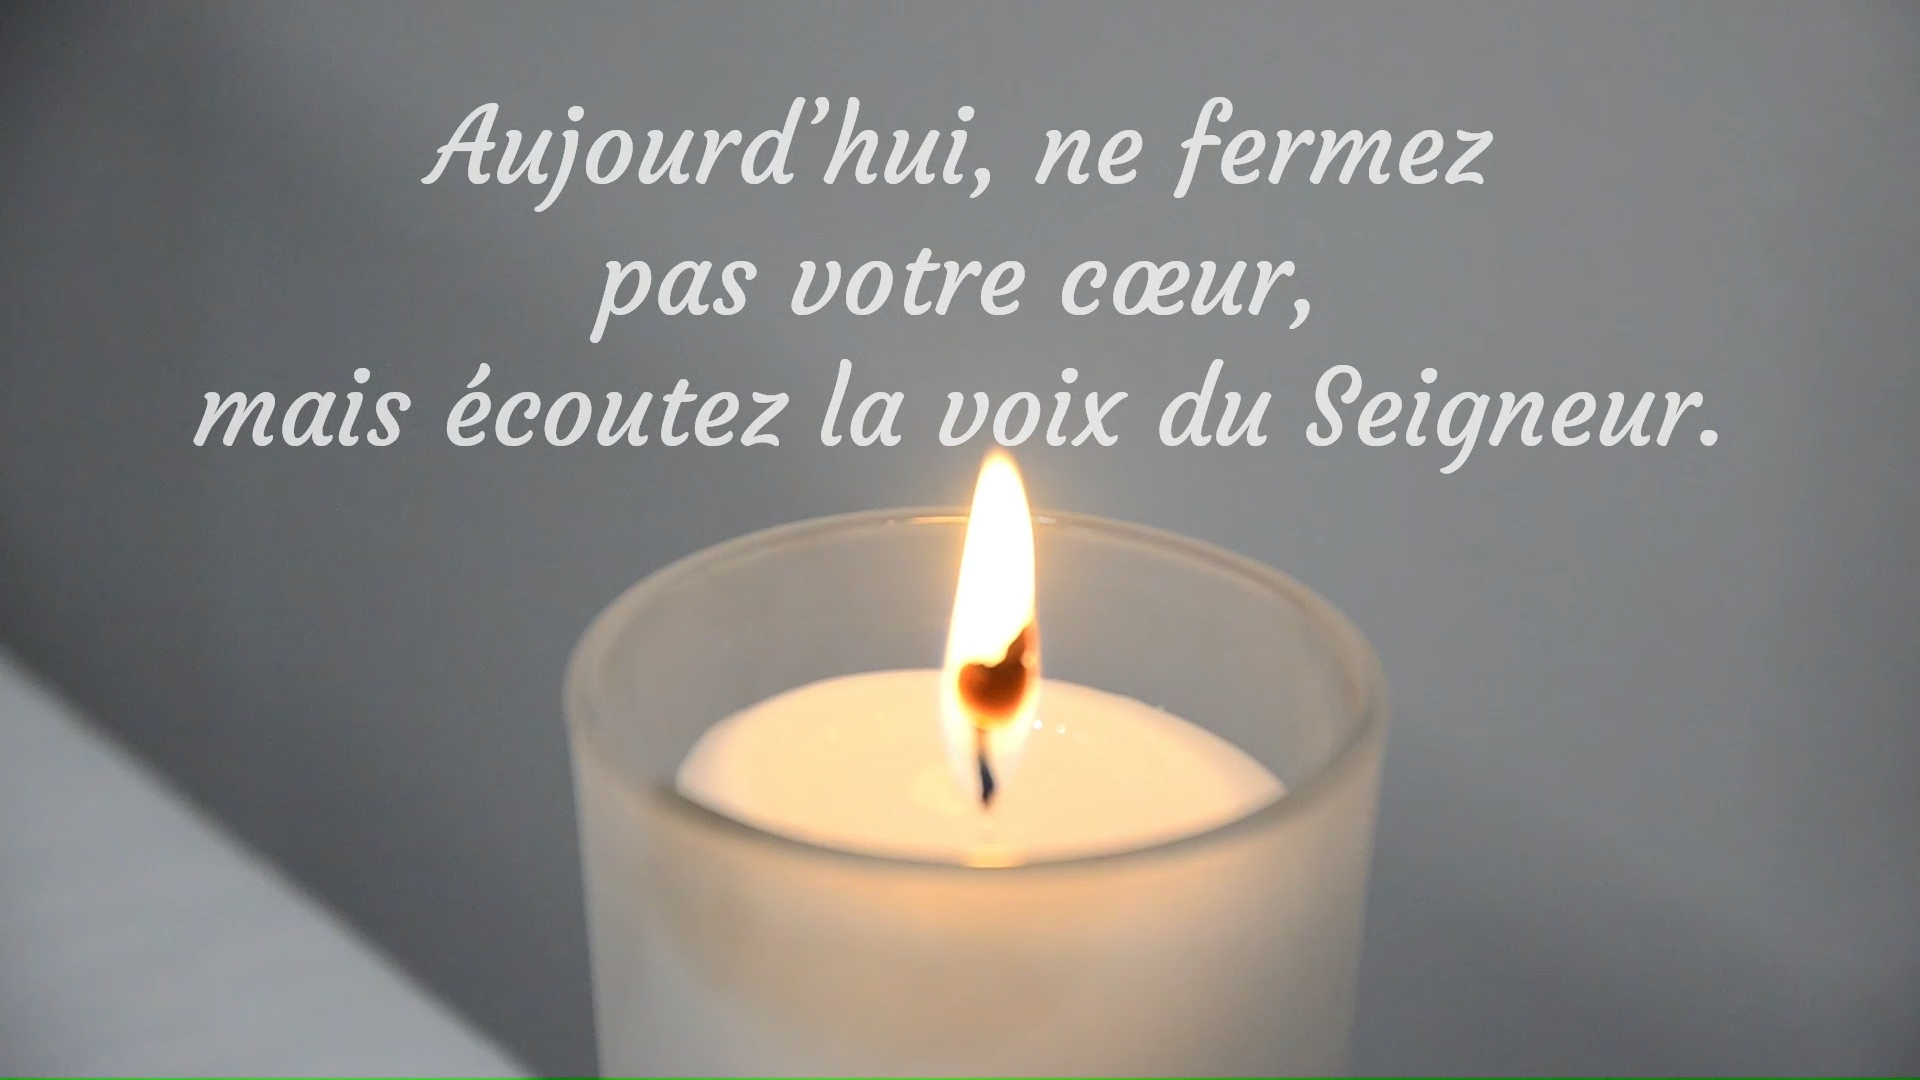 Aujourd’hui, ne fermez
pas votre cœur,
mais écoutez la voix du Seigneur.